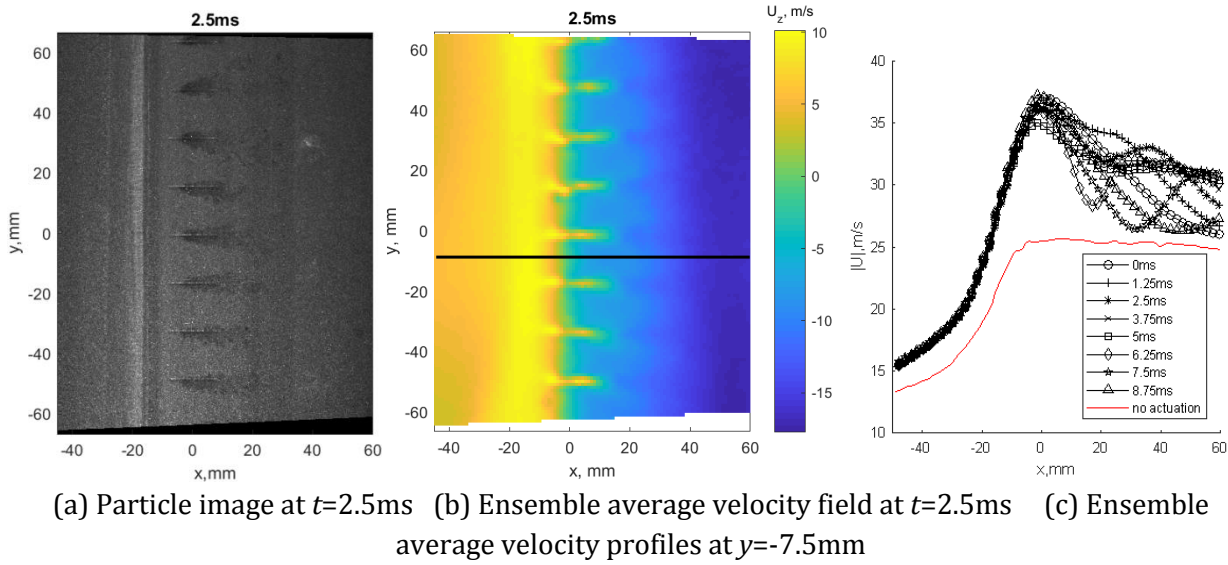 2.5ms
y,mm
60
40
20
0
-20
-40
-60
-40 -20 0 20 40 60
x,mm
2.5ms
y, mm
60
40
20
0
-20
-40
-60
-40 -20 0 20 40 60
x, mm
U_z, m/s
10
5
0
-5
-10
-15
|U|,m/s
40
35
30
25
20
15
10
-40 -20 0 20 40 60
x,mm
0ms
1.25ms
2.5ms
3.75ms
5ms
6.25ms
7.5ms
8.75ms
no actuation
(a) Particle image at t=2.5ms (b) Ensemble average velocity field at t=2.5ms (c) Ensemble
average velocity profiles at y=-7.5mm